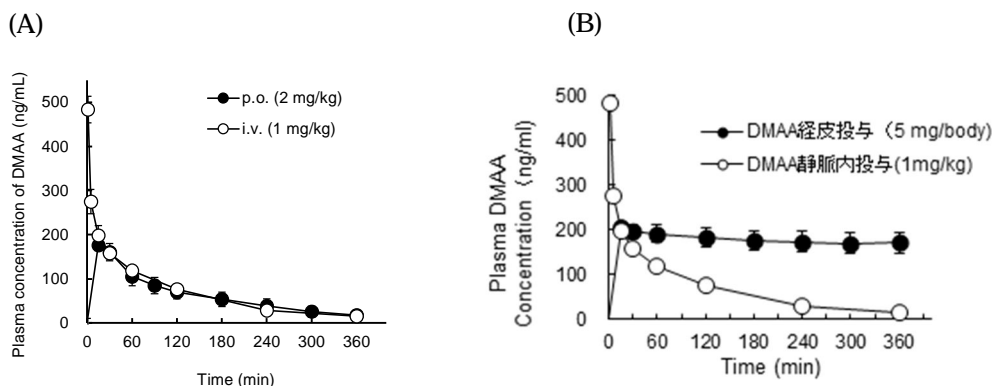 (A)
(B)
Plasma concentration of DMAA (ng/mL)
500
400
300
200
100
0
p.o. (2 mg/kg)
i.v. (1 mg/kg)
0 60 120 180 240 300 360
Time (min)
Plasma DMAA
Concentration (ng/ml)
500
400
300
200
100
0
DMAA経皮投与 (5 mg/body)
DMAA静脈内投与(1mg/kg)
0 60 120 180 240 300 360
Time (min)